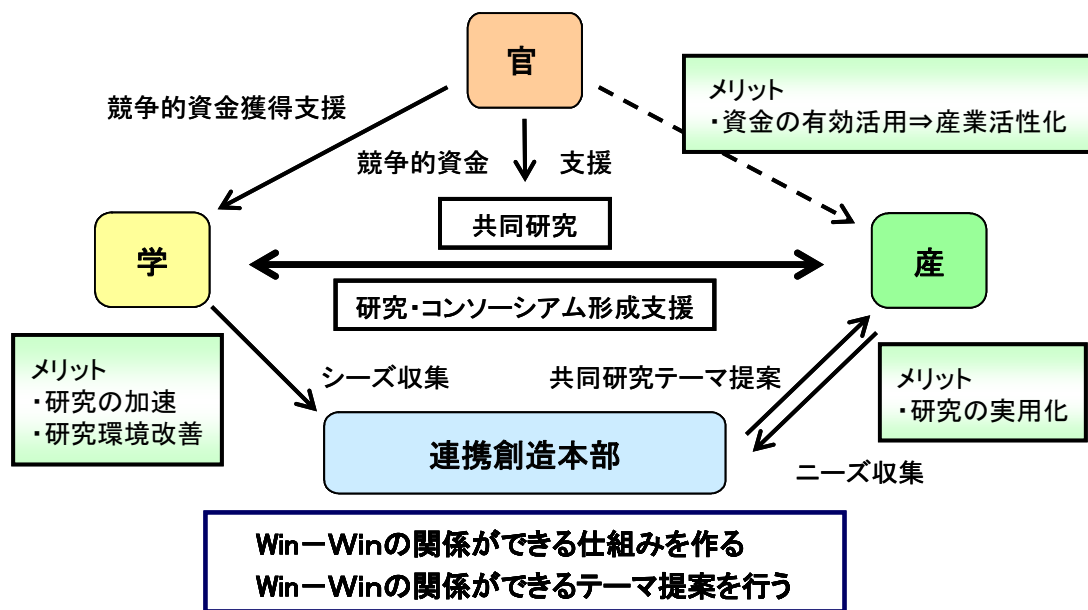 官
メリット
・資金の有効活用⇒産業活性化
競争的資金獲得支援
競争的資金 支援
共同研究
学
産
研究・コンソーシアム形成支援
メリット
・研究の加速
・研究環境改善
シーズ収集
共同研究テーマ提案
メリット
・研究の実用化
連携創造本部
ニーズ収集
Win－Winの関係ができる仕組みを作る
Win－Winの関係ができるテーマ提案を行う